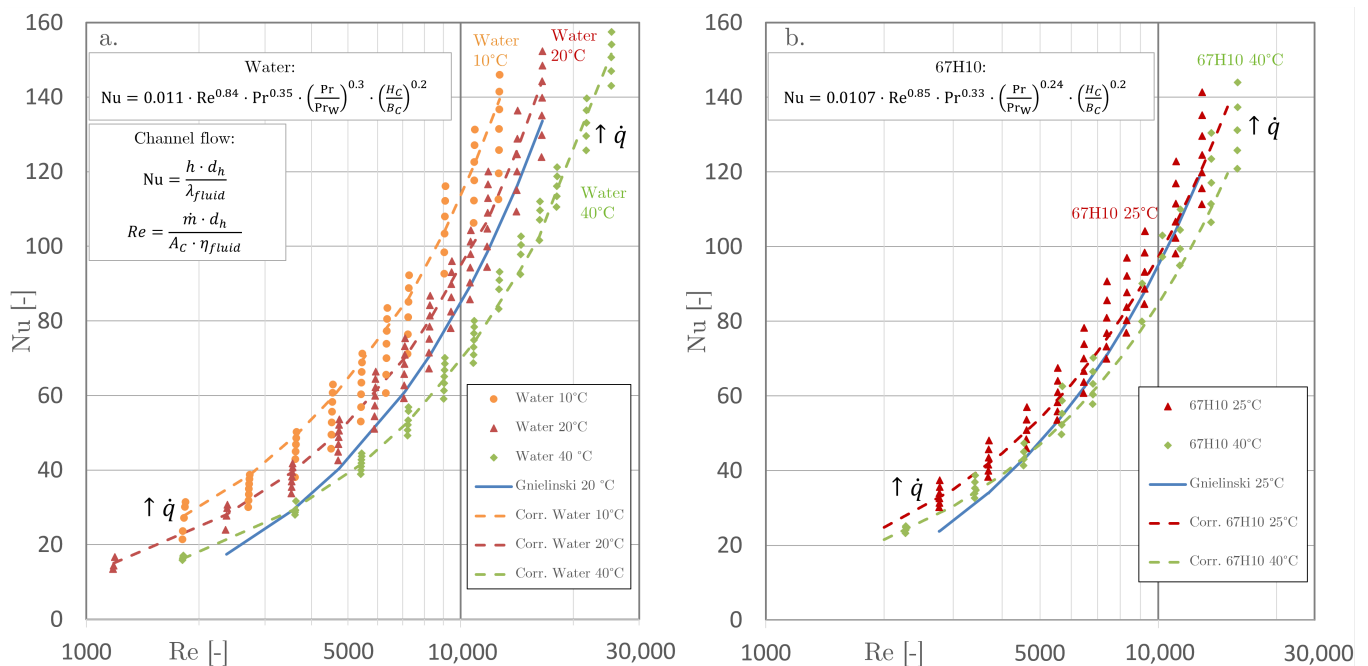 a.
Water:
Nu = 0.011 · Re^0.84 · Pr^0.35 · (Pr/Pr_W)^0.3 · (H_C/B_C)^0.2
Channel flow:
Nu = h · d_h / λ_fluid
Re = ṁ · d_h / A_C · η_fluid
Water
10°C
Water
20°C
↑ q̇
Water
40°C
↑ q̇
Water 10°C
Water 20°C
Water 40 °C
Gnielinski 20 °C
Corr. Water 10°C
Corr. Water 20°C
Corr. Water 40°C
Nu [-]
160
140
120
100
80
60
40
20
0
1000
Re [-]
5000
10,000
30,000
b.
67H10:
Nu = 0.0107 · Re^0.85 · Pr^0.33 · (Pr/Pr_W)^0.24 · (H_C/B_C)^0.2
67H10 40°C
↑ q̇
67H10 25°C
↑ q̇
67H10 25°C
67H10 40°C
Gnielinski 25°C
Corr. 67H10 25°C
Corr. 67H10 40°C
Nu [-]
160
140
120
100
80
60
40
20
0
1000
Re [-]
5000
10,000
30,000